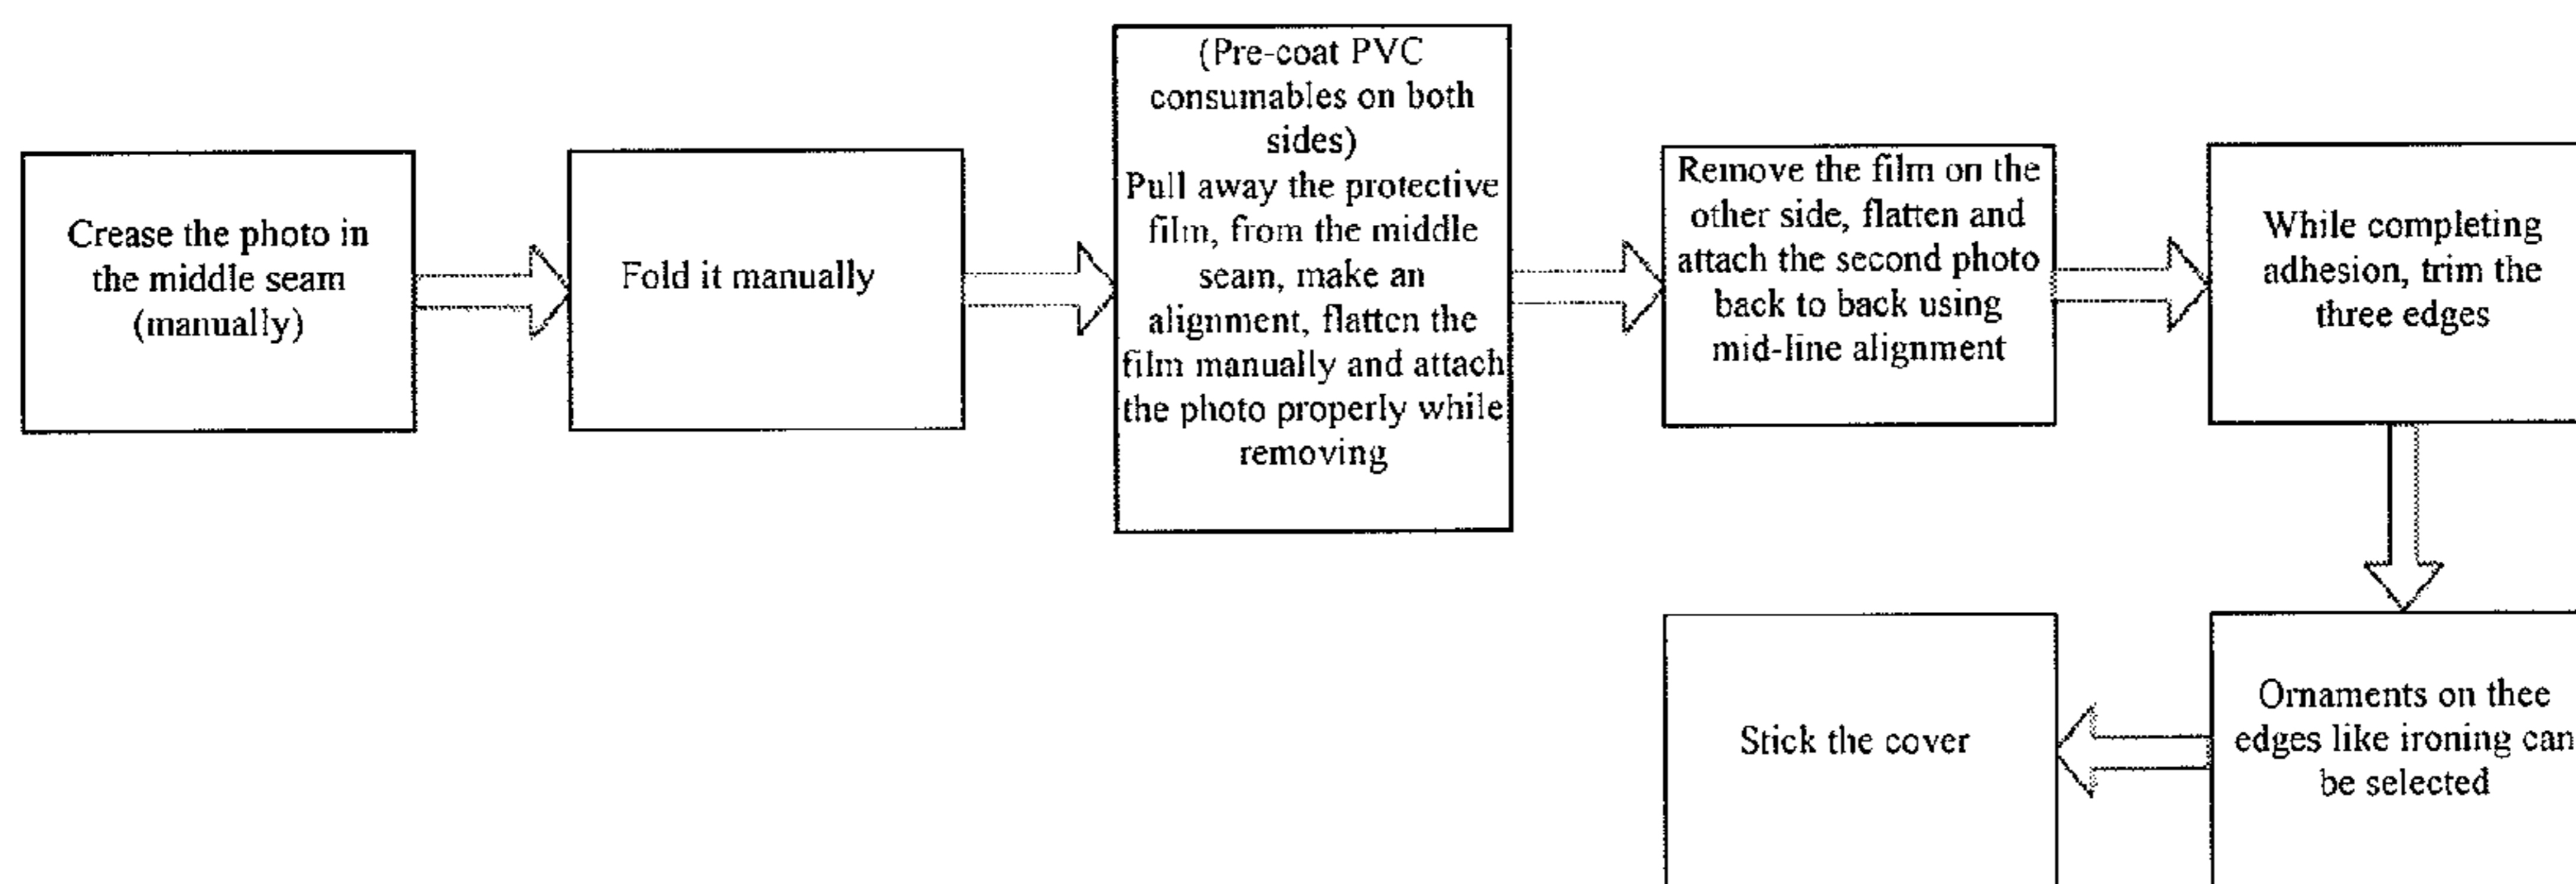 Crease the photo in
the middle seam
(manually)
Fold it manually
(Pre-coat PVC
consumables on both
sides)
Pull away the protective
film, from the middle
seam, make an
alignment, flatten the
film manually and attach
the photo properly while
removing
Remove the film on the
other side, flatten and
attach the second photo
back to back using
mid-line alignment
While completing
adhesion, trim the
three edges
Ornaments on thee
edges like ironing can
be selected
Stick the cover